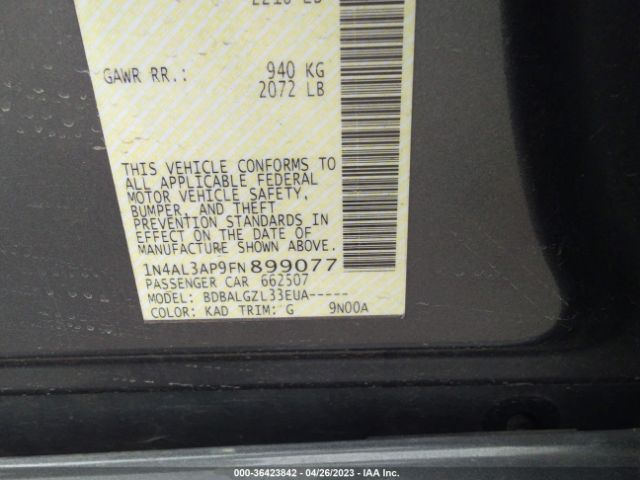 GAWR RR.: 940 KG
2072 LB
THIS VEHICLE CONFORMS TO
ALL APPLICABLE FEDERAL
MOTOR VEHICLE SAFETY,
BUMPER, AND THEFT
PREVENTION STANDARDS IN
EFFECT ON THE DATE OF
MANUFACTURE SHOWN ABOVE
1N4AL3AP9FN899077
PASSENGER CAR 662507
MODEL: BDBALGZL33EUA-----
COLOR: KAD TRIM: G 9N00A
000-36423842 - 04/26/2023 - IAA Inc.